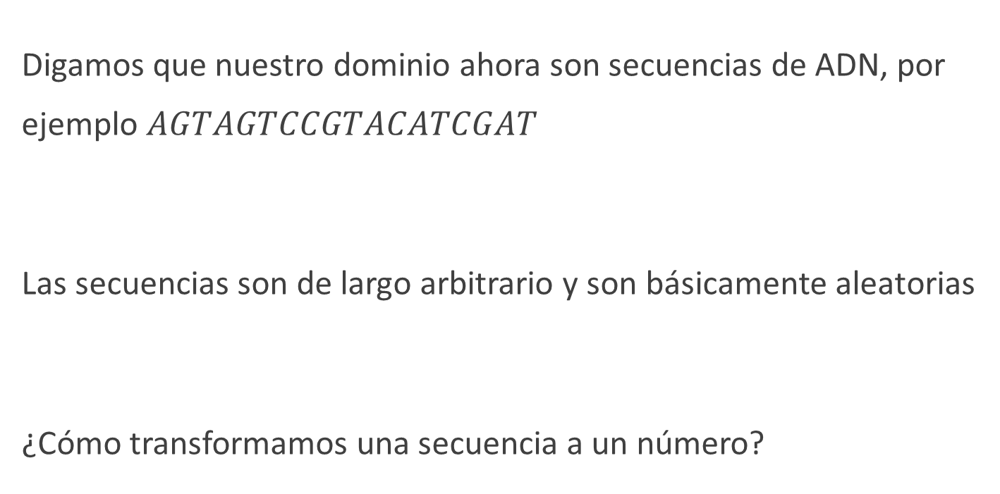 Digamos que nuestro dominio ahora son secuencias de ADN, por
ejemplo AGTAGTCCGTACATCGAT
Las secuencias son de largo arbitrario y son básicamente aleatorias
¿Cómo transformamos una secuencia a un número?